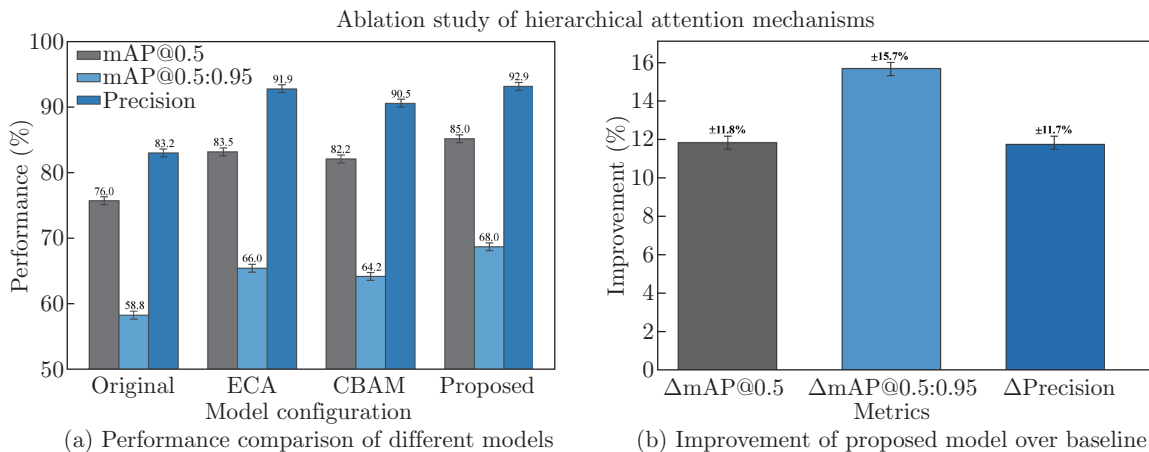 Ablation study of hierarchical attention mechanisms
100
90
80
70
60
50
Performance (%)
mAP@0.5
mAP@0.5:0.95
Precision
76.0
58.8
83.2
83.5
66.0
91.9
82.2
64.2
90.5
85.0
68.0
92.9
Original
ECA
CBAM
Proposed
Model configuration
(a) Performance comparison of different models
16
14
12
10
8
6
4
2
0
Improvement (%)
±11.8%
±15.7%
±11.7%
ΔmAP@0.5
ΔmAP@0.5:0.95
ΔPrecision
Metrics
(b) Improvement of proposed model over baseline